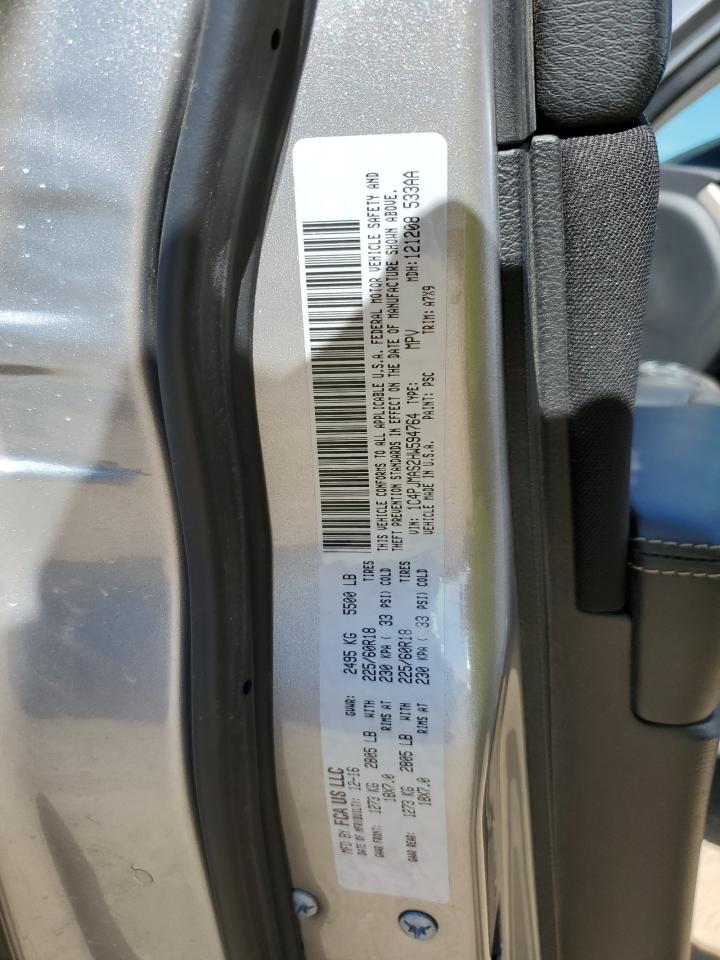 MFD BY FCA US LLC
DATE OF MFR/BUILT: 12-16 GVWR: 2495 KG 5500 LB
GAWR FRONT: 1273 KG 2805 LB WITH 225/60R18 TIRES
18X7.0 RIMS AT 230 KPA ( 33 PSI) COLD
GAWR REAR: 1273 KG 2805 LB WITH 225/60R18 TIRES
18X7.0 RIMS AT 230 KPA ( 33 PSI) COLD
THIS VEHICLE CONFORMS TO ALL APPLICABLE U.S.A. FEDERAL MOTOR VEHICLE SAFETY AND
THEFT PREVENTION STANDARDS IN EFFECT ON THE DATE OF MANUFACTURE SHOWN ABOVE.
VIN: 1C4PJMAS2HW594764 TYPE: MPV MDH: 121208 533AA
VEHICLE MADE IN U.S.A. PAINT: PSC TRIM: A7X9